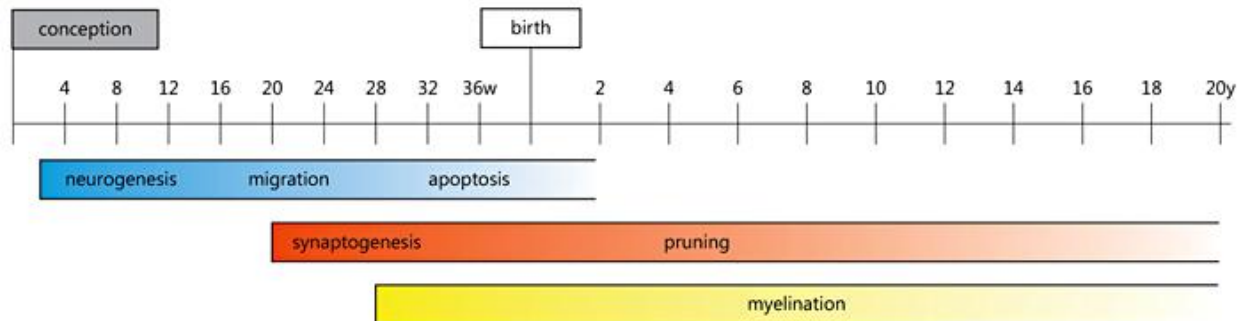 conception birth
4 8 12 16 20 24 28 32 36w 2 4 6 8 10 12 14 16 18 20y
neurogenesis migration apoptosis
synaptogenesis pruning
myelination